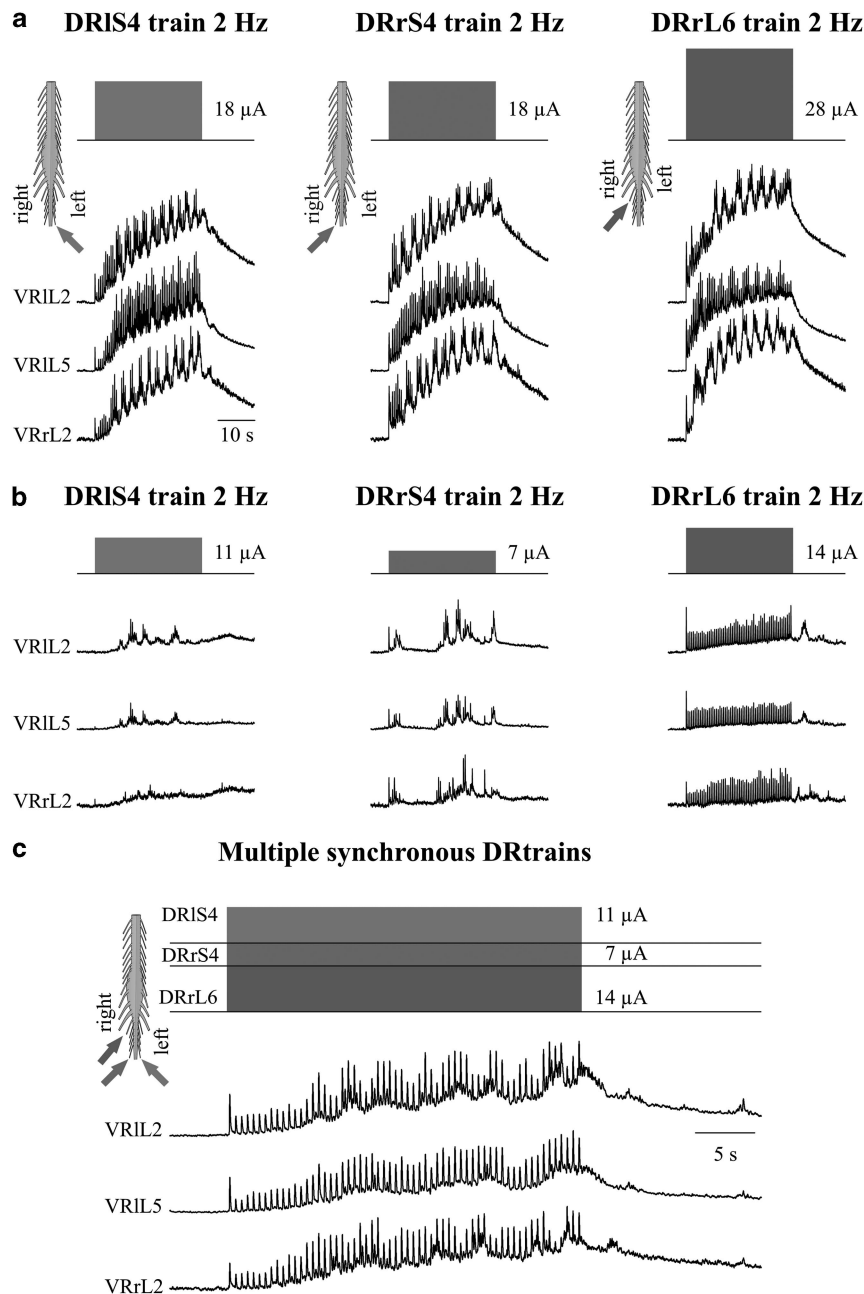 a
DRlS4 train 2 Hz
DRrS4 train 2 Hz
DRrL6 train 2 Hz
18 µA
18 µA
28 µA
right
left
right
left
right
left
VRlL2
VRlL5
VRrL2
10 s
b
DRlS4 train 2 Hz
DRrS4 train 2 Hz
DRrL6 train 2 Hz
11 µA
7 µA
14 µA
VRlL2
VRlL5
VRrL2
c
Multiple synchronous DRtrains
DRlS4
11 µA
DRrS4
7 µA
DRrL6
14 µA
right
left
VRlL2
5 s
VRlL5
VRrL2